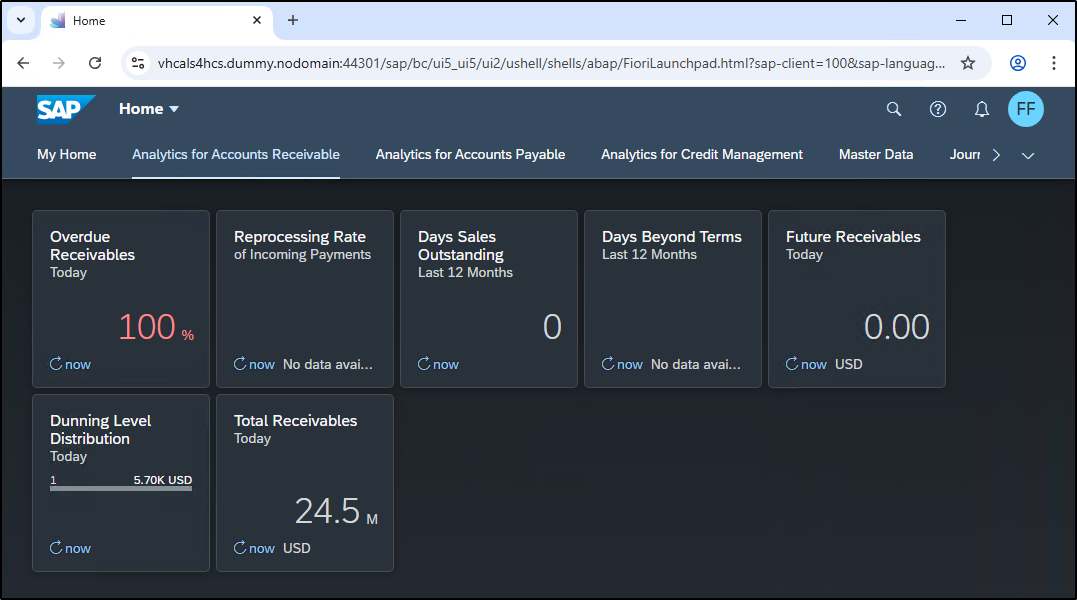 Home
vhcals4hcs.dummy.nodomain:44301/sap/bc/ui5_ui5/ui2/ushell/shells/abap/FioriLaunchpad.html?sap-client=100&sap-languag...
SAP Home FF
My Home Analytics for Accounts Receivable Analytics for Accounts Payable Analytics for Credit Management Master Data Jourr
Overdue
Receivables
Today
100 %
now
Reprocessing Rate
of Incoming Payments
now No data avai...
Days Sales
Outstanding
Last 12 Months
0
now
Days Beyond Terms
Last 12 Months
now No data avai...
Future Receivables
Today
0.00
now USD
Dunning Level
Distribution
Today
1 5.70K USD
now
Total Receivables
Today
24.5 M
now USD